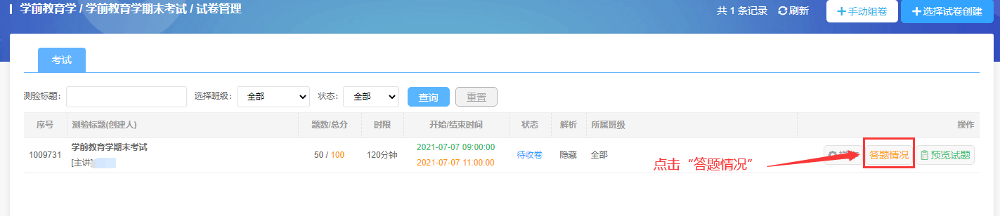 学前教育学 / 学前教育学期末考试 / 试卷管理
共 1 条记录 刷新 手动组卷 选择试卷创建
考试
测验标题: 选择班级: 全部 状态: 全部 查询 重置
序号 测验标题(创建人) 题数/总分 时限 开始/结束时间 状态 解析 所属班级 操作
1009731 学前教育学期末考试 [主讲] 50 / 100 120分钟 2021-07-07 09:00:00 2021-07-07 11:00:00 待收卷 隐藏 全部 答题情况 预览试题
点击“答题情况”